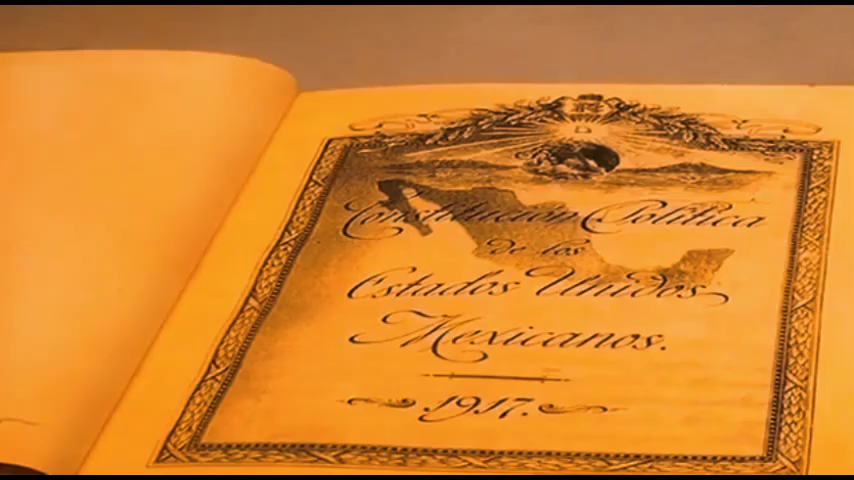 Constitución Política
de los
Estados Unidos
Mexicanos.
1917.